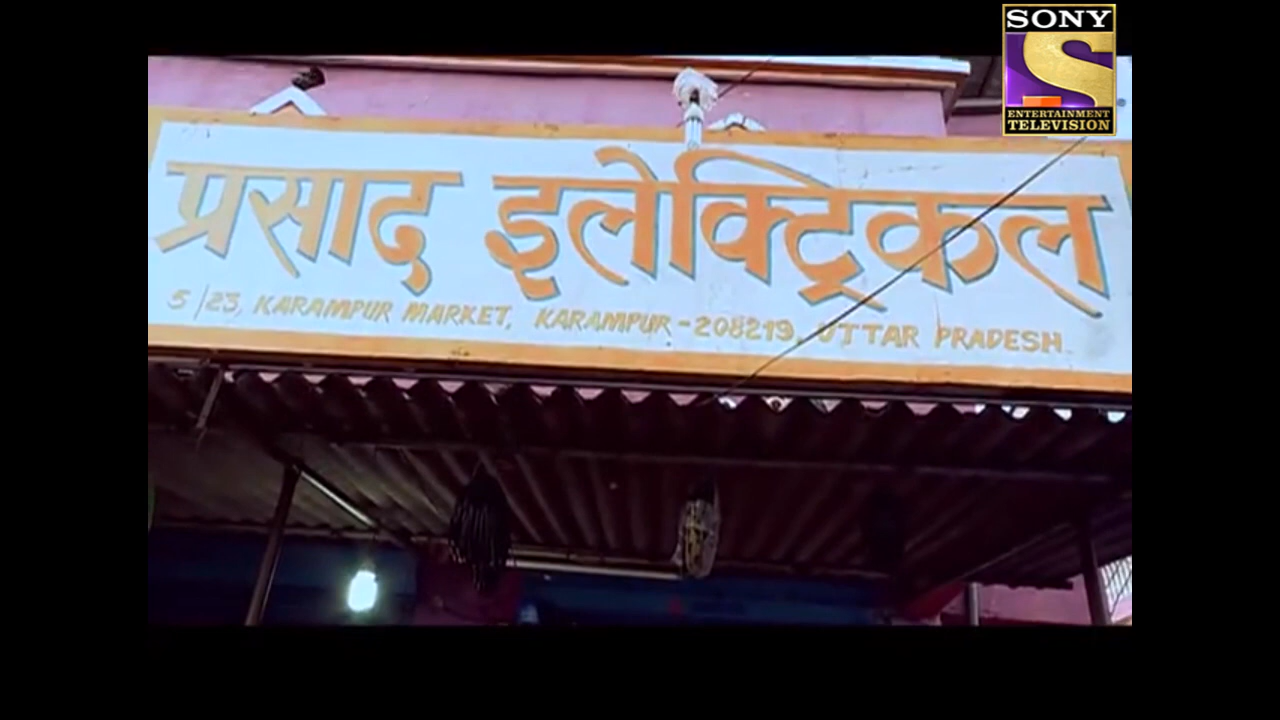 SONY
ENTERTAINMENT
TELEVISION
प्रसाद इलेक्ट्रिकल
5/23, KARAMPUR MARKET, KARAMPUR-208219, UTTAR PRADESH.